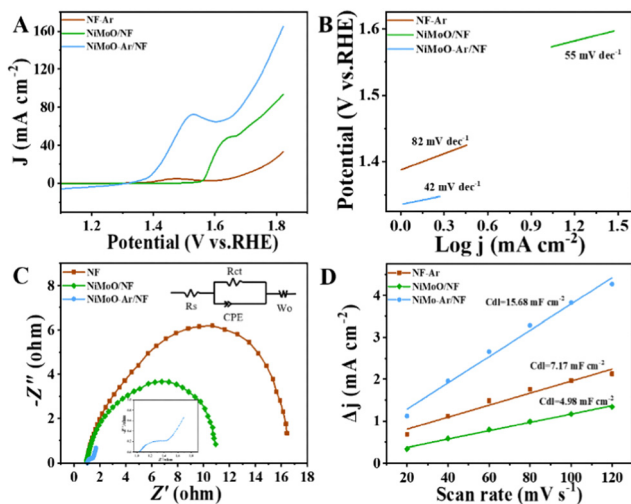 A
NF-Ar
NiMoO/NF
NiMoO-Ar/NF
J (mA cm-2)
160
120
80
40
0
1.2 1.4 1.6 1.8
Potential (V vs.RHE)
B
NF-Ar
NiMoO/NF
NiMoO-Ar/NF
Potential (V vs.RHE)
1.6
1.5
1.4
1.3
55 mV dec-1
82 mV dec-1
42 mV dec-1
0.0 0.3 0.6 0.9 1.2 1.5
Log j (mA cm-2)
C
NF
NiMoO/NF
NiMoO-Ar/NF
Rct
Rs
CPE
Wo
-Z″ (ohm)
8
6
4
2
0
0 2 4 6 8 10 12 14 16 18
Z′ (ohm)
D
NF-Ar
NiMoO/NF
NiMo-Ar/NF
Δj (mA cm-2)
4
3
2
1
0
Cdl=15.68 mF cm-2
Cdl=7.17 mF cm-2
Cdl=4.98 mF cm-2
20 40 60 80 100 120
Scan rate (mV s-1)